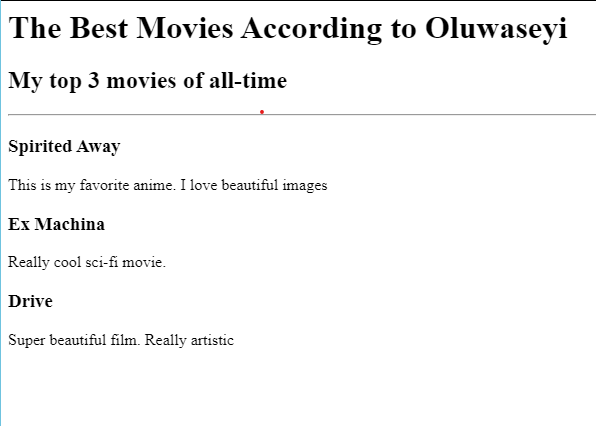 The Best Movies According to Oluwaseyi
My top 3 movies of all-time
Spirited Away
This is my favorite anime. I love beautiful images
Ex Machina
Really cool sci-fi movie.
Drive
Super beautiful film. Really artistic